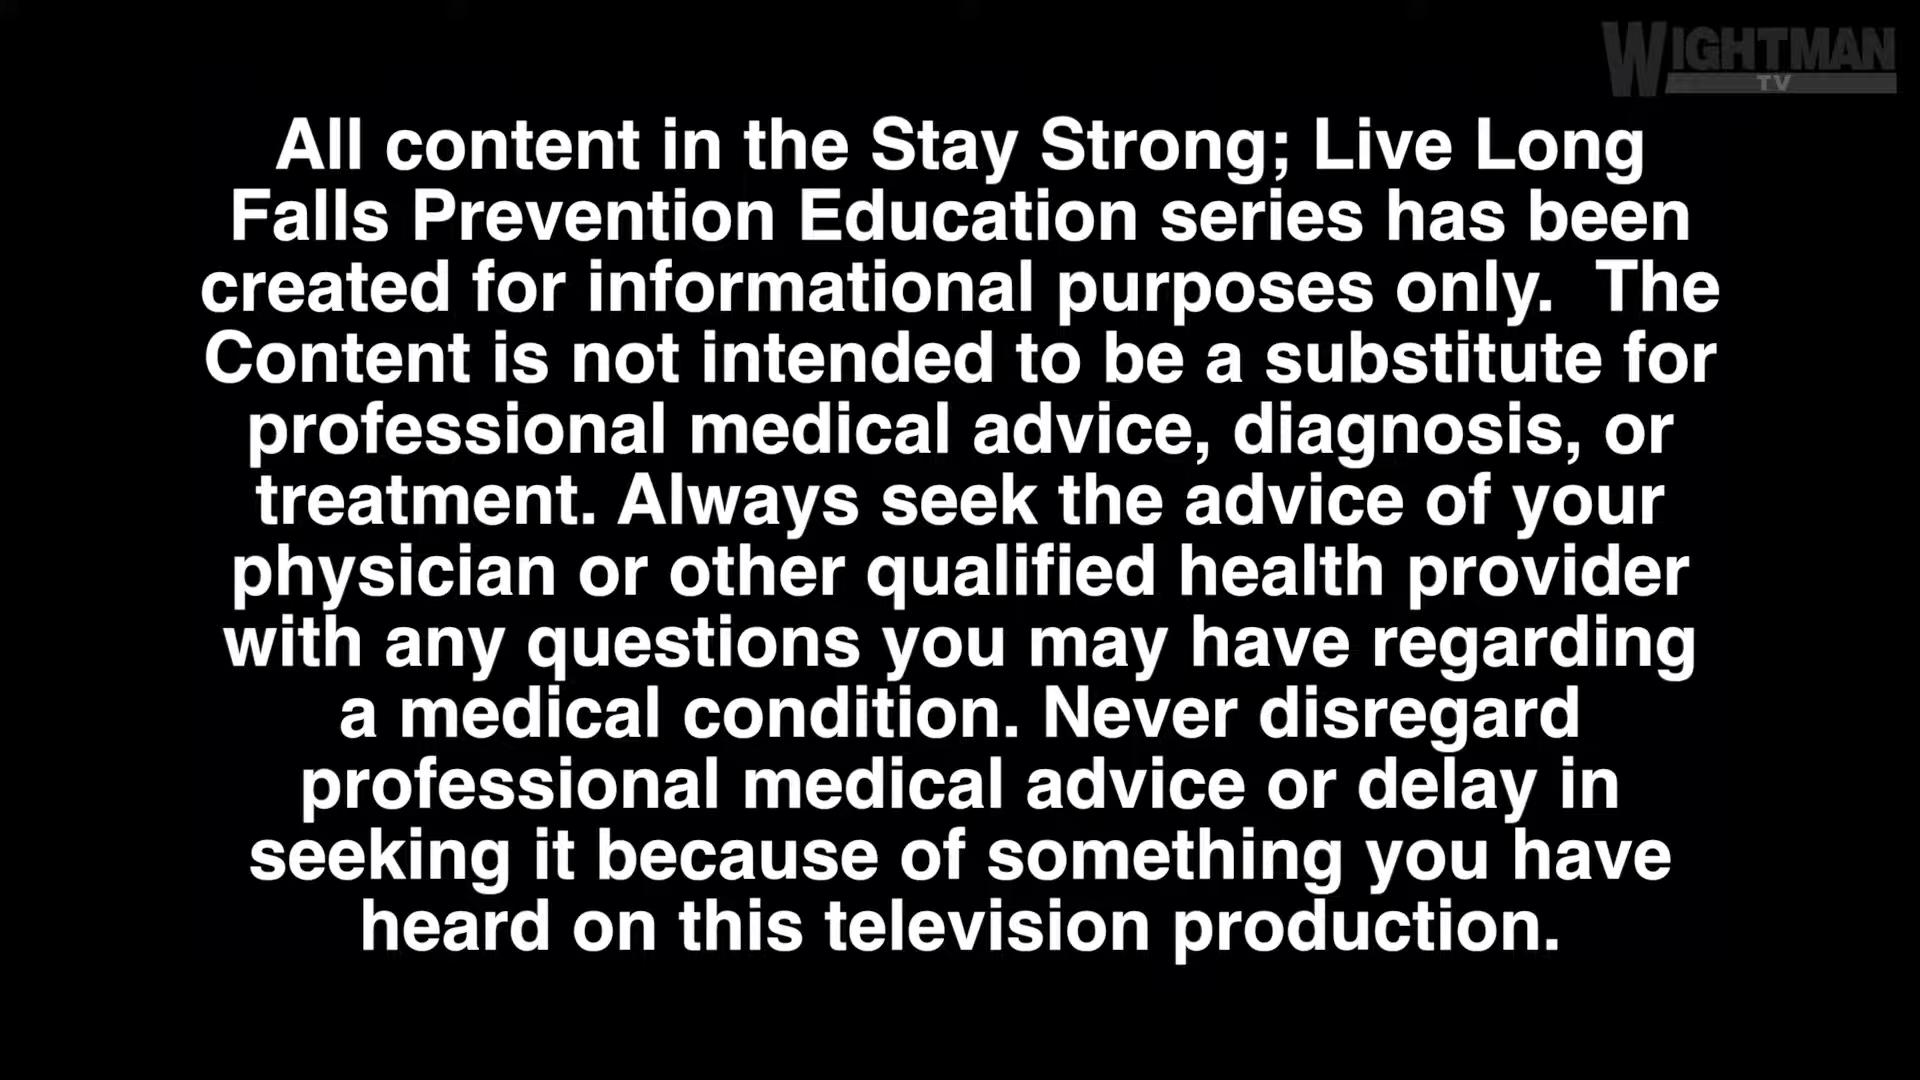 WIGHTMAN
TV
All content in the Stay Strong; Live Long
Falls Prevention Education series has been
created for informational purposes only.  The
Content is not intended to be a substitute for
professional medical advice, diagnosis, or
treatment. Always seek the advice of your
physician or other qualified health provider
with any questions you may have regarding
a medical condition. Never disregard
professional medical advice or delay in
seeking it because of something you have
heard on this television production.